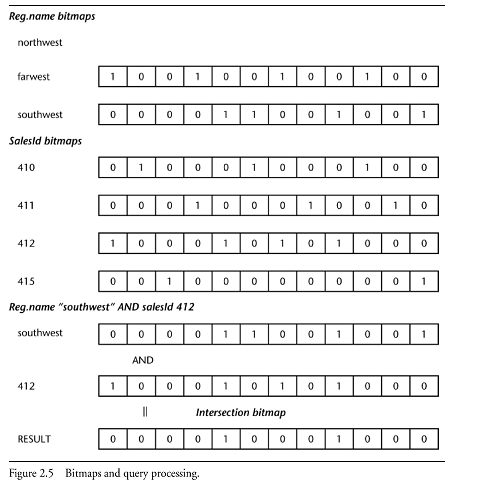 Reg.name bitmaps
northwest
farwest 1 0 0 1 0 0 1 0 0 1 0 0
southwest 0 0 0 0 1 1 0 0 1 0 0 1
SalesId bitmaps
410 0 1 0 0 0 1 0 0 0 1 0 0
411 0 0 0 1 0 0 0 1 0 0 1 0
412 1 0 0 0 1 0 1 0 1 0 0 0
415 0 0 1 0 0 0 0 0 0 0 0 1
Reg.name "southwest" AND salesId 412
southwest 0 0 0 0 1 1 0 0 1 0 0 1
AND
412 1 0 0 0 1 0 1 0 1 0 0 0
|| Intersection bitmap
RESULT 0 0 0 0 1 0 0 0 1 0 0 0
Figure 2.5 Bitmaps and query processing.